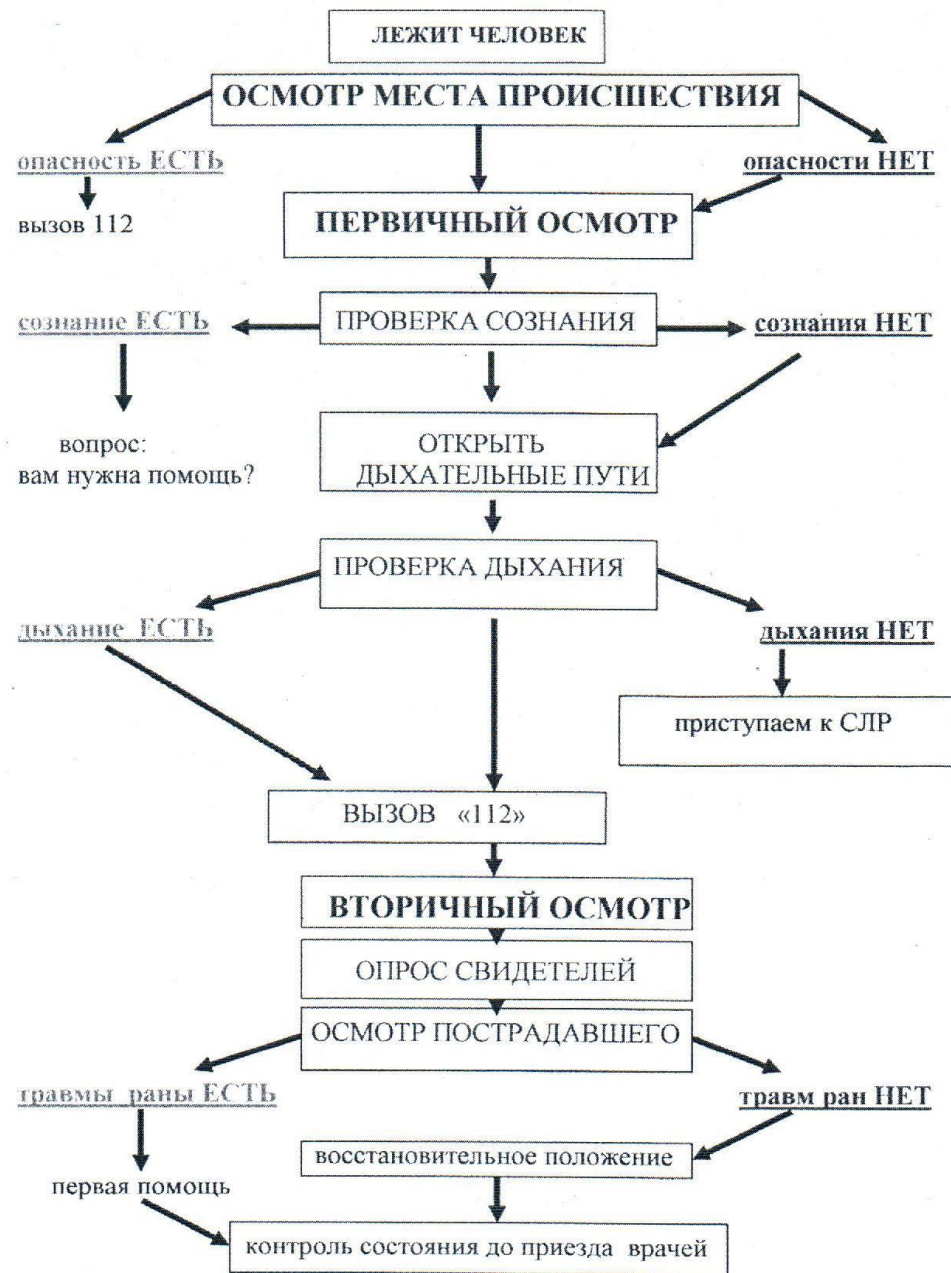 ЛЕЖИТ ЧЕЛОВЕК
ОСМОТР МЕСТА ПРОИСШЕСТВИЯ
опасность ЕСТЬ
опасности НЕТ
вызов 112
ПЕРВИЧНЫЙ ОСМОТР
сознание ЕСТЬ
ПРОВЕРКА СОЗНАНИЯ
сознания НЕТ
вопрос:
вам нужна помощь?
ОТКРЫТЬ
ДЫХАТЕЛЬНЫЕ ПУТИ
ПРОВЕРКА ДЫХАНИЯ
дыхание ЕСТЬ
дыхания НЕТ
приступаем к СЛР
ВЫЗОВ «112»
ВТОРИЧНЫЙ ОСМОТР
ОПРОС СВИДЕТЕЛЕЙ
ОСМОТР ПОСТРАДАВШЕГО
травмы раны ЕСТЬ
травм ран НЕТ
восстановительное положение
первая помощь
контроль состояния до приезда врачей